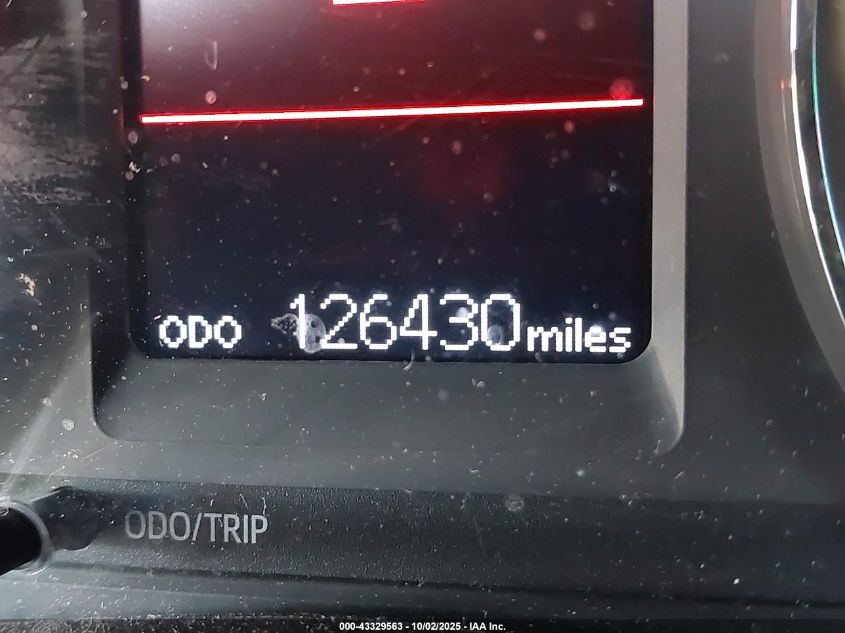 ODO 126430 miles
ODO/TRIP
000-43329563 - 10/02/2025 - IAA Inc.